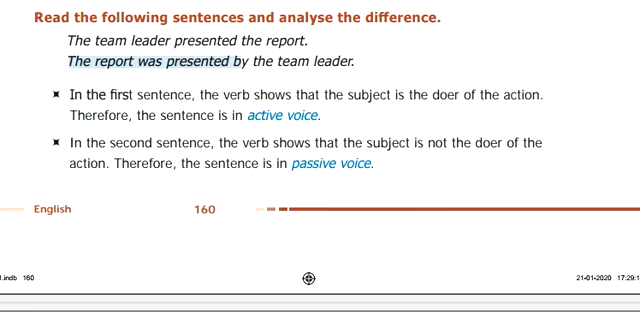 Read the following sentences and analyse the difference.
The team leader presented the report.
The report was presented by the team leader.
In the first sentence, the verb shows that the subject is the doer of the action.
Therefore, the sentence is in active voice.
In the second sentence, the verb shows that the subject is not the doer of the
action. Therefore, the sentence is in passive voice.
English 160
.indb 160 21-01-2020 17:29:1